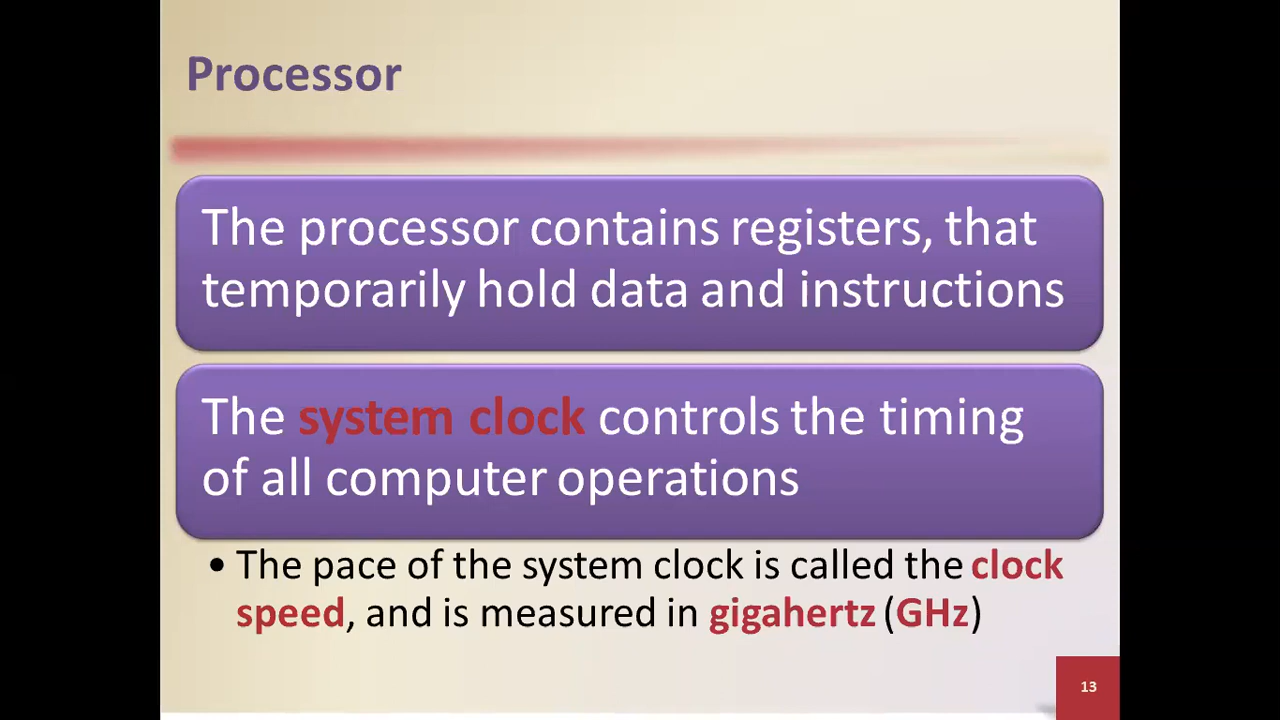 Processor
The processor contains registers, that
temporarily hold data and instructions
The system clock controls the timing
of all computer operations
• The pace of the system clock is called the clock
speed, and is measured in gigahertz (GHz)
13